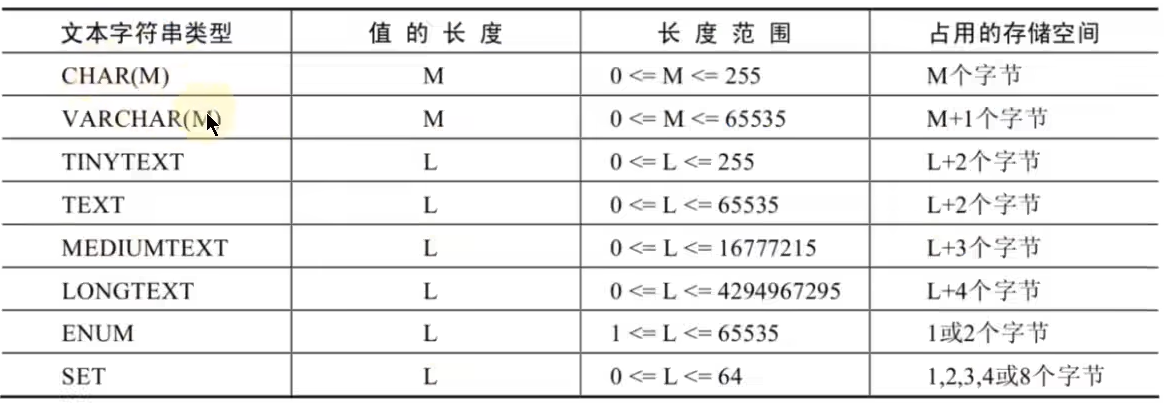 文本字符串类型 值的长度 长度范围 占用的存储空间
CHAR(M) M 0 <= M <= 255 M个字节
VARCHAR(M) M 0 <= M <= 65535 M+1个字节
TINYTEXT L 0 <= L <= 255 L+2个字节
TEXT L 0 <= L <= 65535 L+2个字节
MEDIUMTEXT L 0 <= L <= 16777215 L+3个字节
LONGTEXT L 0 <= L <= 4294967295 L+4个字节
ENUM L 1 <= L <= 65535 1或2个字节
SET L 0 <= L <= 64 1,2,3,4或8个字节